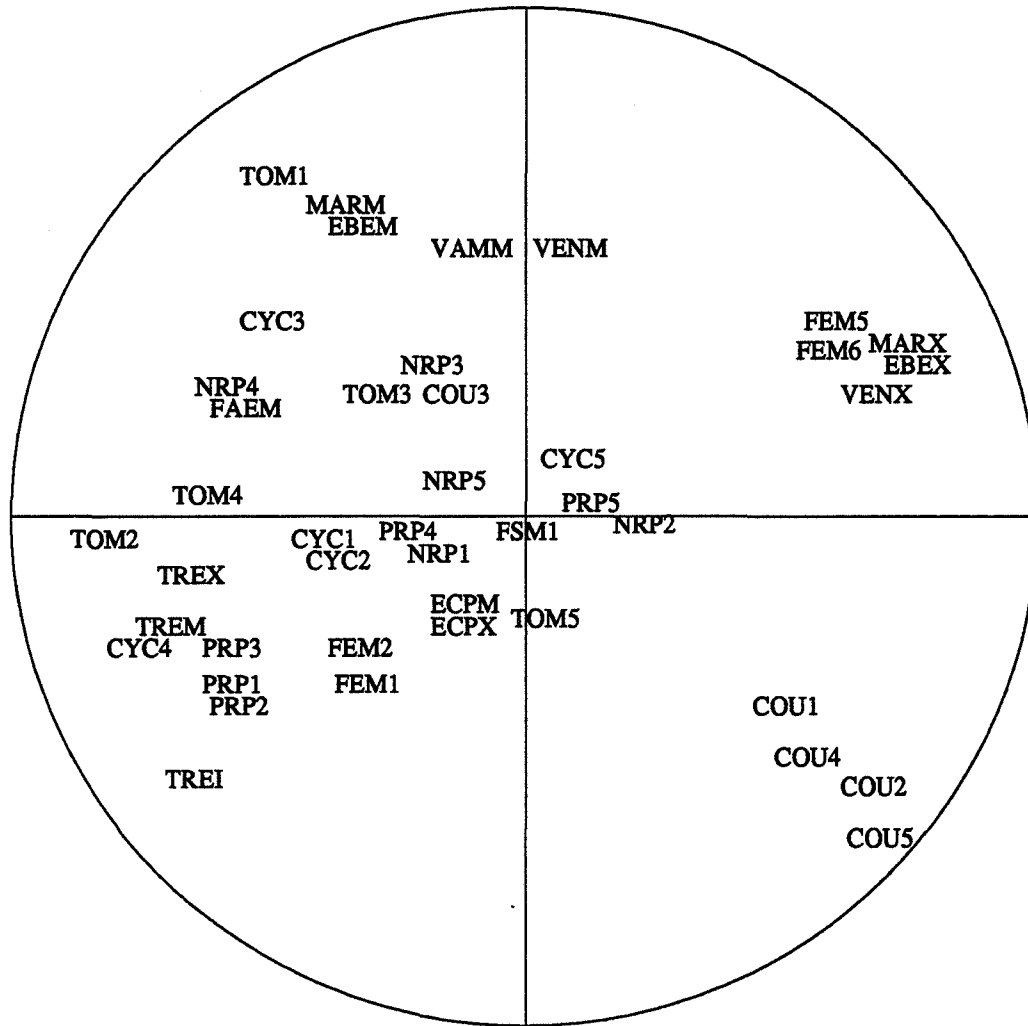 TOM1
MARM
EBEM
VAMM VENM
CYC3
FEM5
MARX
FEM6
NRP3
EBEX
NRP4
TOM3 COU3
VENX
FAEM
CYC5
NRP5
TOM4
PRP5
NRP2
PRP4
FSM1
TOM2
CYC1
NRP1
CYC2
TREX
ECPM
TOM5
TREM
ECPX
CYC4
PRP3
FEM2
PRP1
FEM1
PRP2
COU1
COU4
TREI
COU2
COU5